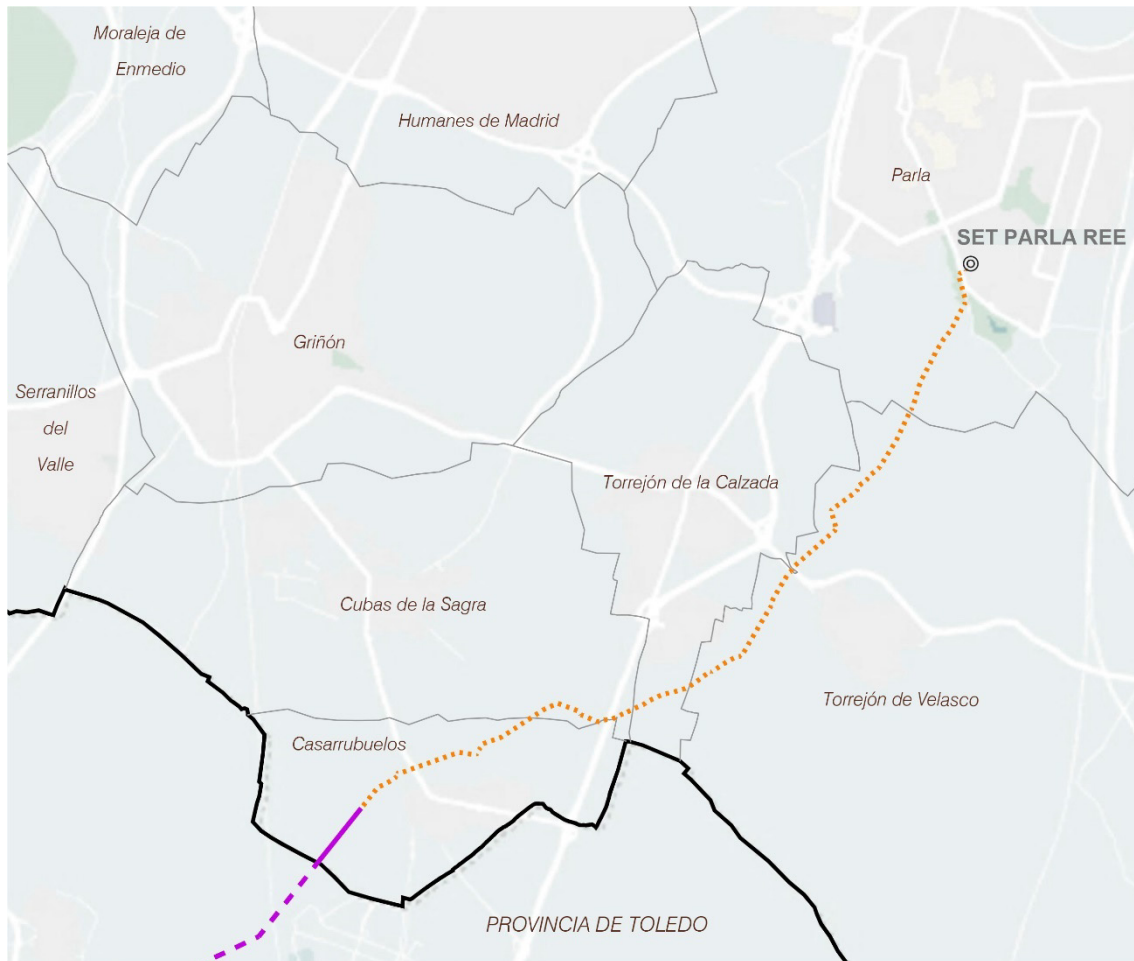 Moraleja de
Enmedio
Humanes de Madrid
Parla
SET PARLA REE
Griñón
Serranillos
del
Valle
Torrejón de la Calzada
Cubas de la Sagra
Torrejón de Velasco
Casarrubuelos
PROVINCIA DE TOLEDO